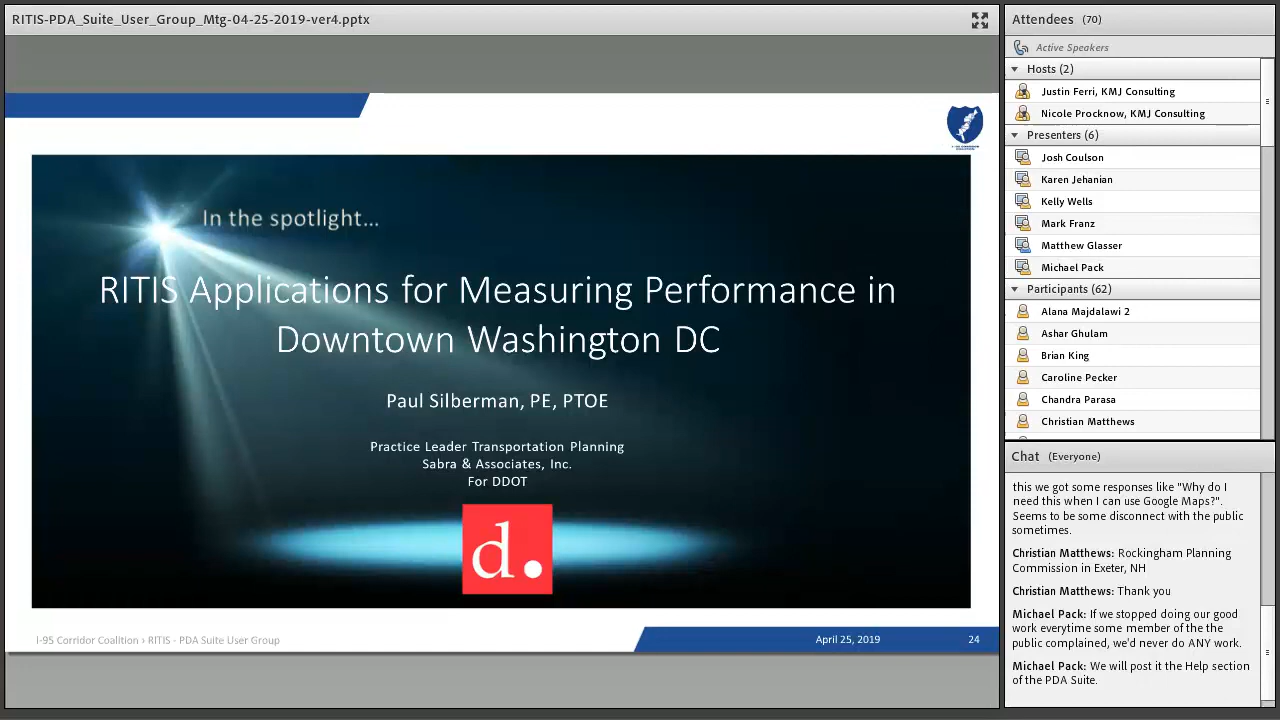 RITIS-PDA_Suite_User_Group_Mtg-04-25-2019-ver4.pptx
In the spotlight...
RITIS Applications for Measuring Performance in
Downtown Washington DC
Paul Silberman, PE, PTOE
Practice Leader Transportation Planning
Sabra & Associates, Inc.
For DDOT
d.
I-95 Corridor Coalition › RITIS - PDA Suite User Group
April 25, 2019
24
Attendees (70)
Active Speakers
Hosts (2)
Justin Ferri, KMJ Consulting
Nicole Procknow, KMJ Consulting
Presenters (6)
Josh Coulson
Karen Jehanian
Kelly Wells
Mark Franz
Matthew Glasser
Michael Pack
Participants (62)
Alana Majdalawi 2
Ashar Ghulam
Brian King
Caroline Pecker
Chandra Parasa
Christian Matthews
Chat (Everyone)
this we got some responses like "Why do I
need this when I can use Google Maps?"
Seems to be some disconnect with the public
sometimes.
Christian Matthews: Rockingham Planning
Commission in Exeter, NH
Christian Matthews: Thank you
Michael Pack: If we stopped doing our good
work everytime some member of the the
public complained, we'd never do ANY work.
Michael Pack: We will post it the Help section
of the PDA Suite.